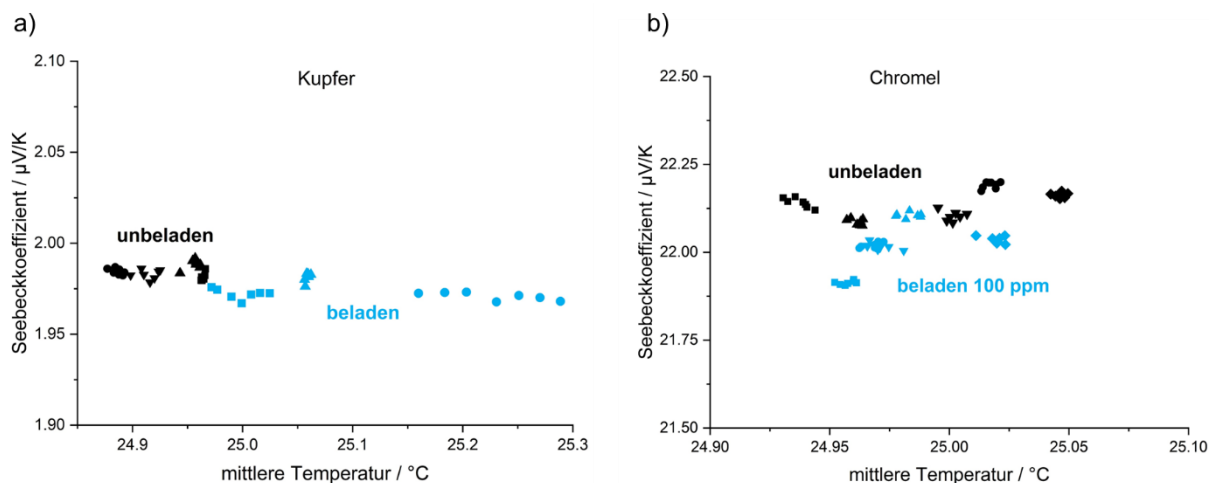 a)
Kupfer
unbeladen
beladen
Seebeckkoeffizient / µV/K
2.10
2.05
2.00
1.95
1.90
24.9
25.0
25.1
25.2
25.3
mittlere Temperatur / °C
b)
Chromel
unbeladen
beladen 100 ppm
Seebeckkoeffizient / µV/K
22.50
22.25
22.00
21.75
21.50
24.90
24.95
25.00
25.05
25.10
mittlere Temperatur / °C